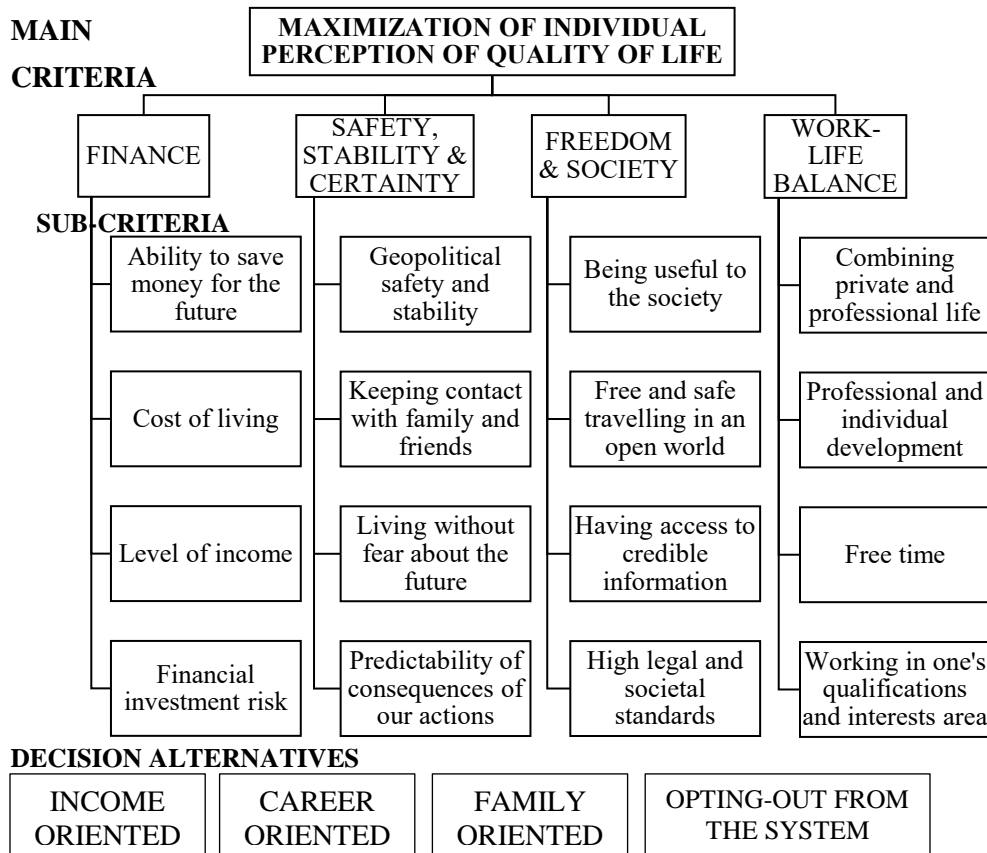 MAIN
CRITERIA
MAXIMIZATION OF INDIVIDUAL
PERCEPTION OF QUALITY OF LIFE
FINANCE
SAFETY,
STABILITY &
CERTAINTY
FREEDOM
& SOCIETY
WORK-
LIFE
BALANCE
SUB-CRITERIA
Ability to save
money for the
future
Geopolitical
safety and
stability
Being useful to
the society
Combining
private and
professional life
Cost of living
Keeping contact
with family and
friends
Free and safe
travelling in an
open world
Professional and
individual
development
Level of income
Living without
fear about the
future
Having access to
credible
information
Free time
Financial
investment risk
Predictability of
consequences of
our actions
High legal and
societal
standards
Working in one's
qualifications
and interests area
DECISION ALTERNATIVES
INCOME
ORIENTED
CAREER
ORIENTED
FAMILY
ORIENTED
OPTING-OUT FROM
THE SYSTEM